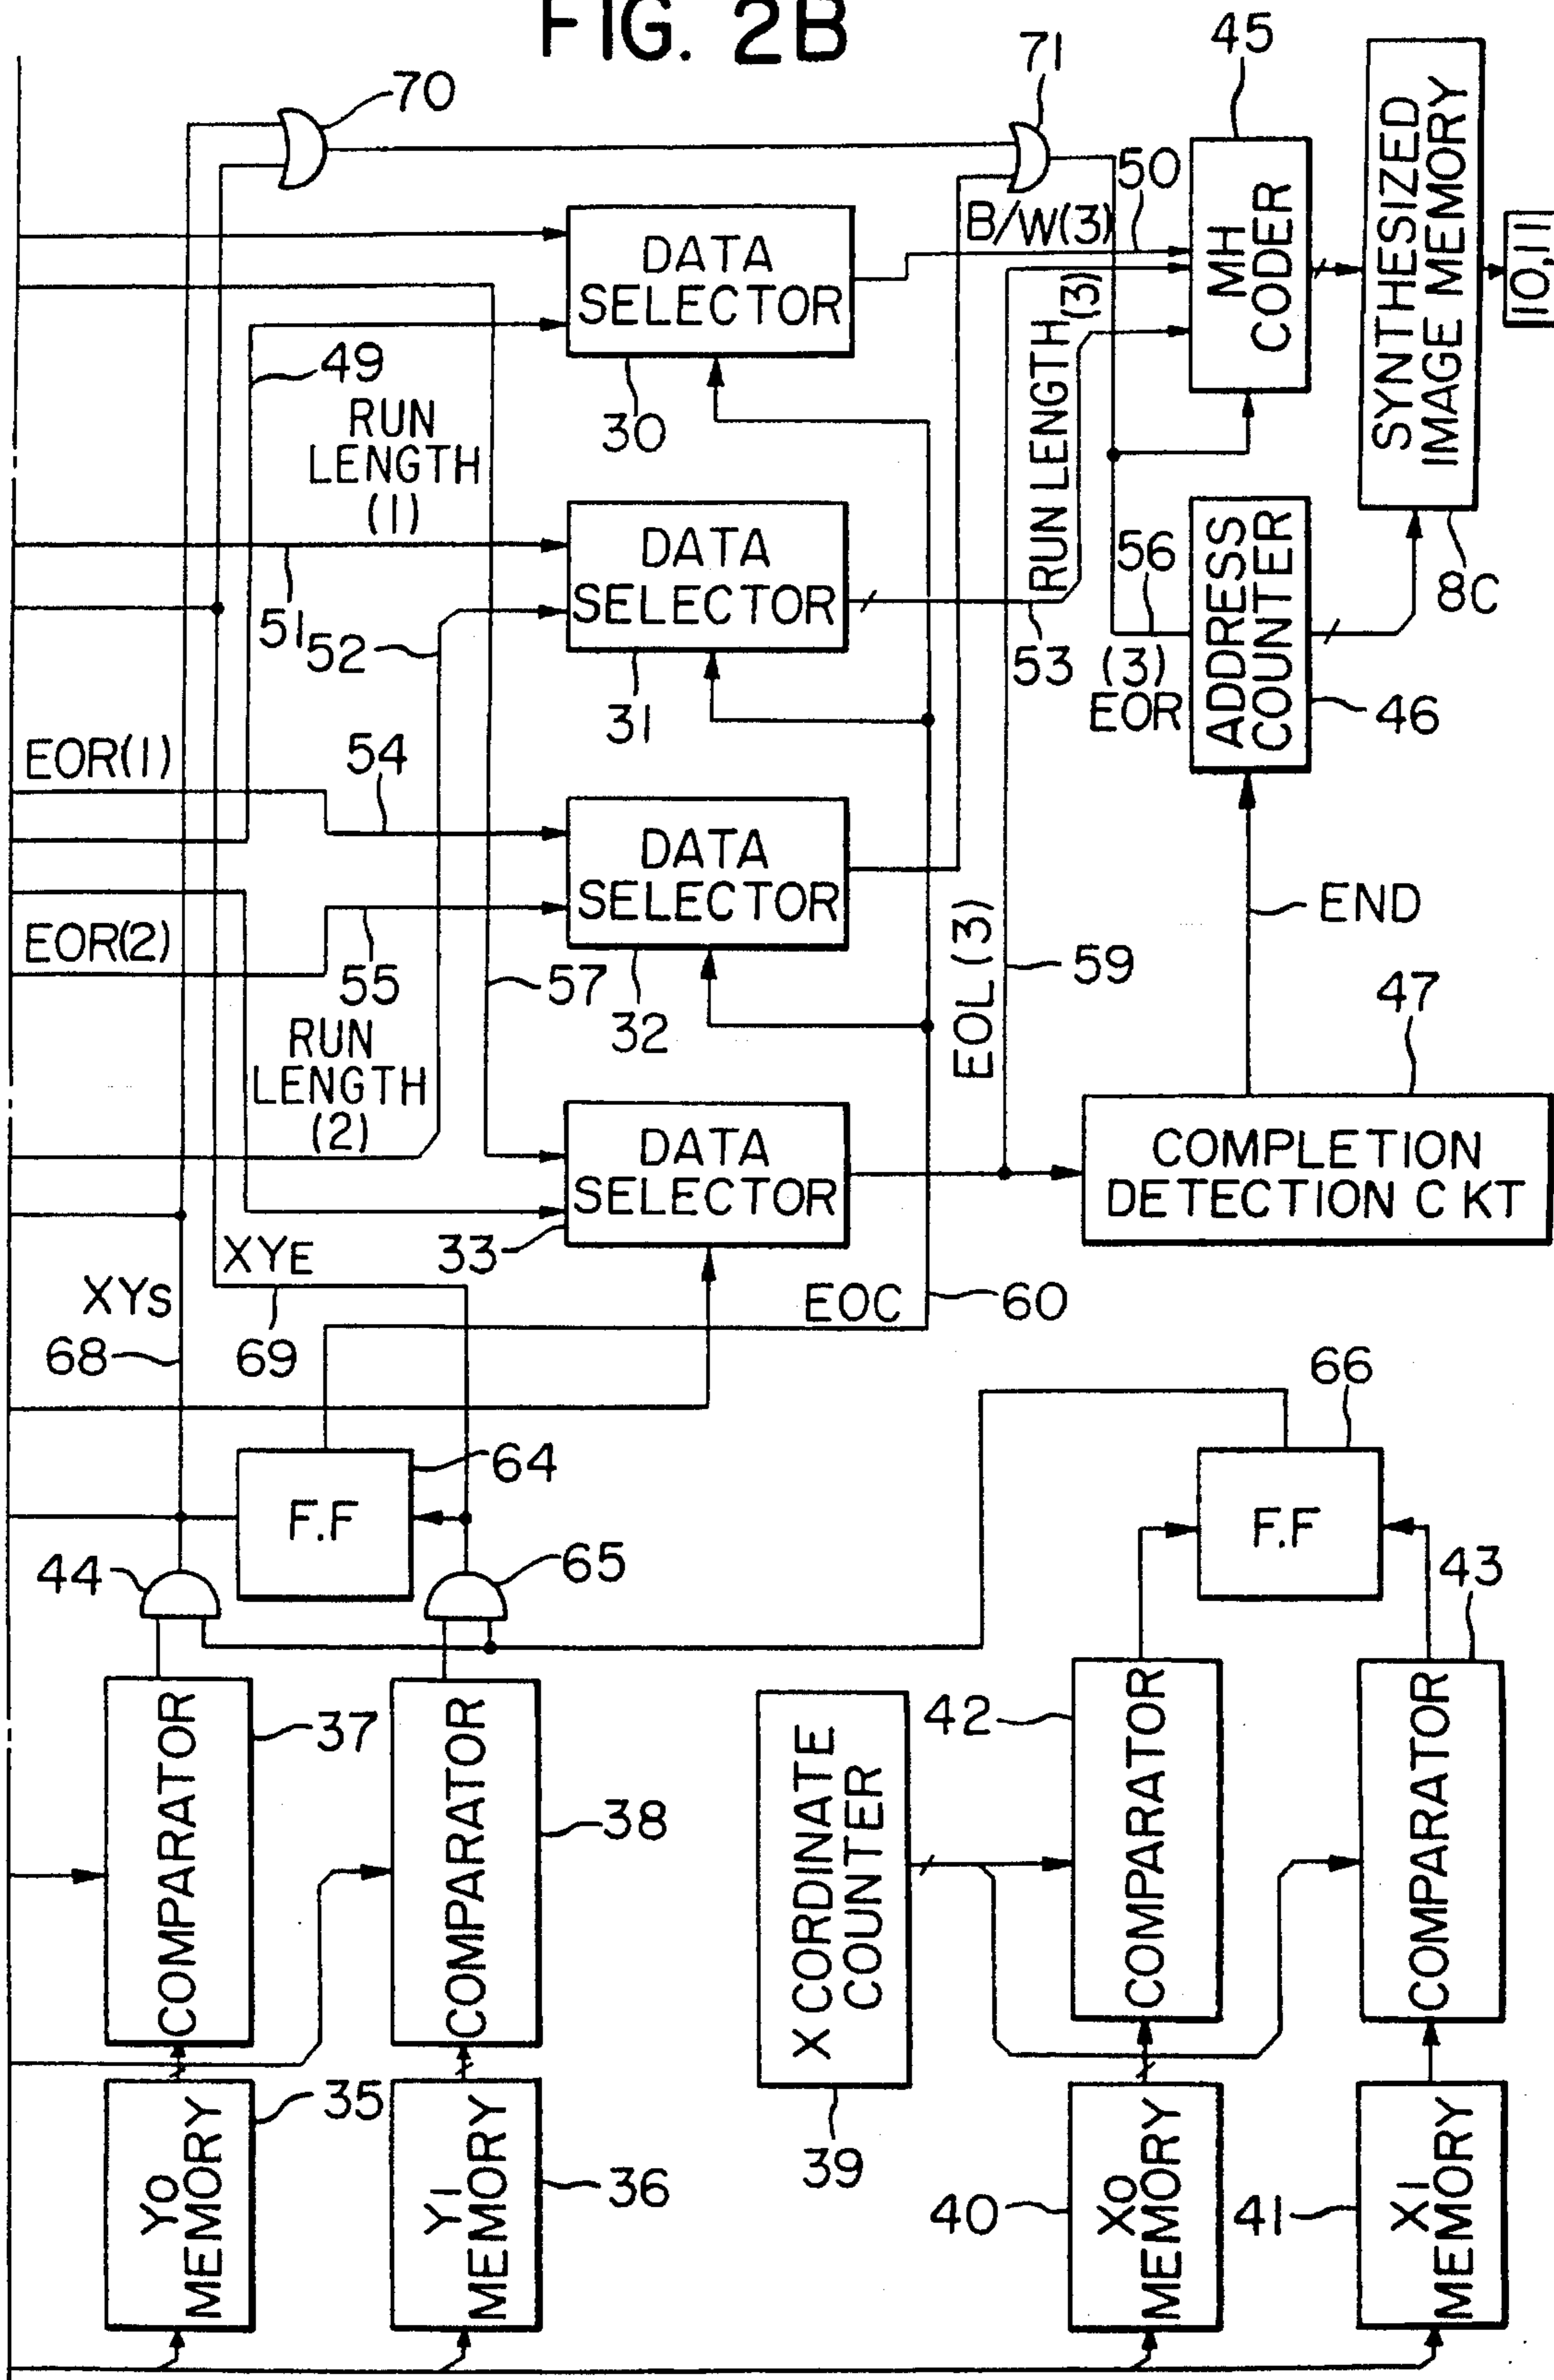 FIG. 2B
70
71
45
50
B/W(3)
DATA
SELECTOR
30
MH
CODER
SYNTHESIZED
IMAGE MEMORY
10,11
49
RUN
LENGTH
(1)
RUN LENGTH(3)
DATA
SELECTOR
31
51
52
53
56
(3)
EOR
ADDRESS
COUNTER
46
8C
EOR(1)
54
DATA
SELECTOR
32
EOR(2)
55
57
RUN
LENGTH
(2)
EOL(3)
59
END
47
COMPLETION
DETECTION CKT
DATA
SELECTOR
33
XYE
XYS
68
69
EOC
60
66
64
F.F
F.F
44
65
43
COMPARATOR
37
COMPARATOR
38
X CORDINATE
COUNTER
39
42
COMPARATOR
COMPARATOR
Y0
MEMORY
35
Y1
MEMORY
36
40
X0
MEMORY
41
X1
MEMORY